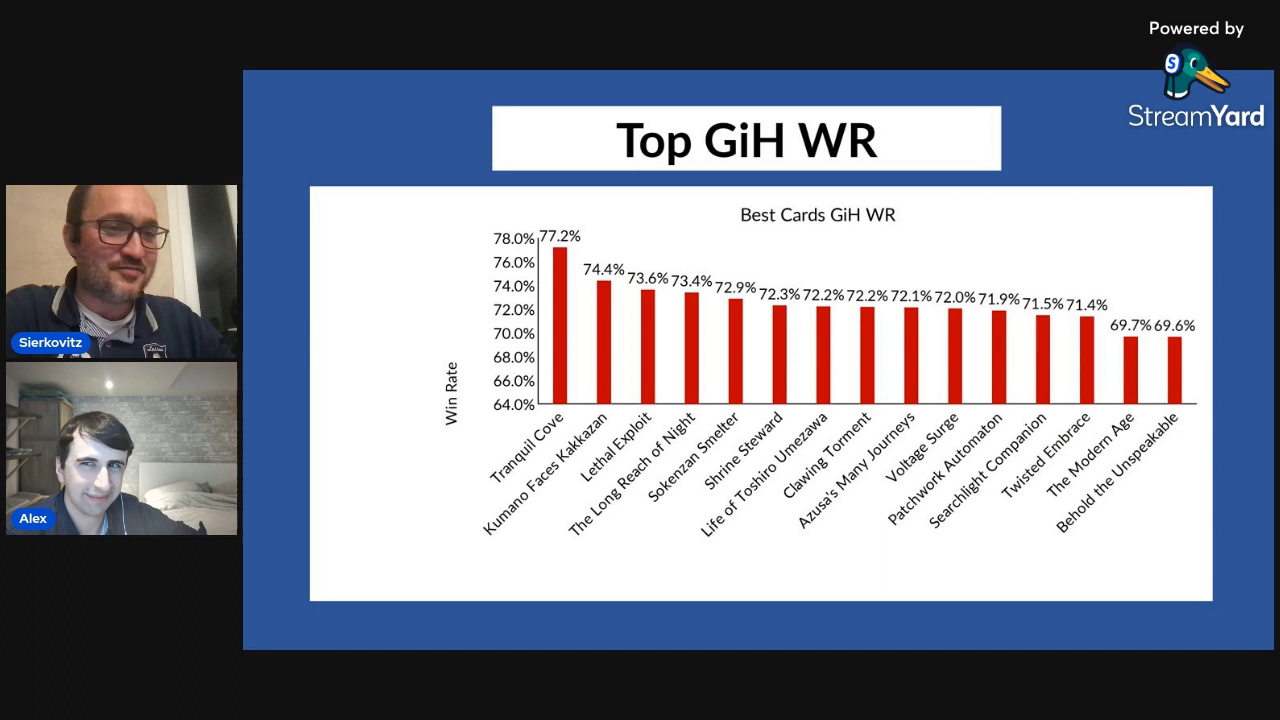 Powered by
S
StreamYard
Top GiH WR
Best Cards GiH WR
78.0%
76.0%
74.0%
72.0%
70.0%
68.0%
66.0%
64.0%
Win Rate
77.2%
74.4%
73.6%
73.4%
72.9%
72.3%
72.2%
72.2%
72.1%
72.0%
71.9%
71.5%
71.4%
69.7%
69.6%
Tranquil Cove
Kumano Faces Kakkazan
Lethal Exploit
The Long Reach of Night
Sokenzan Smelter
Shrine Steward
Life of Toshiro Umezawa
Clawing Torment
Azusa's Many Journeys
Voltage Surge
Patchwork Automaton
Searchlight Companion
Twisted Embrace
The Modern Age
Behold the Unspeakable
Sierkovitz
Alex